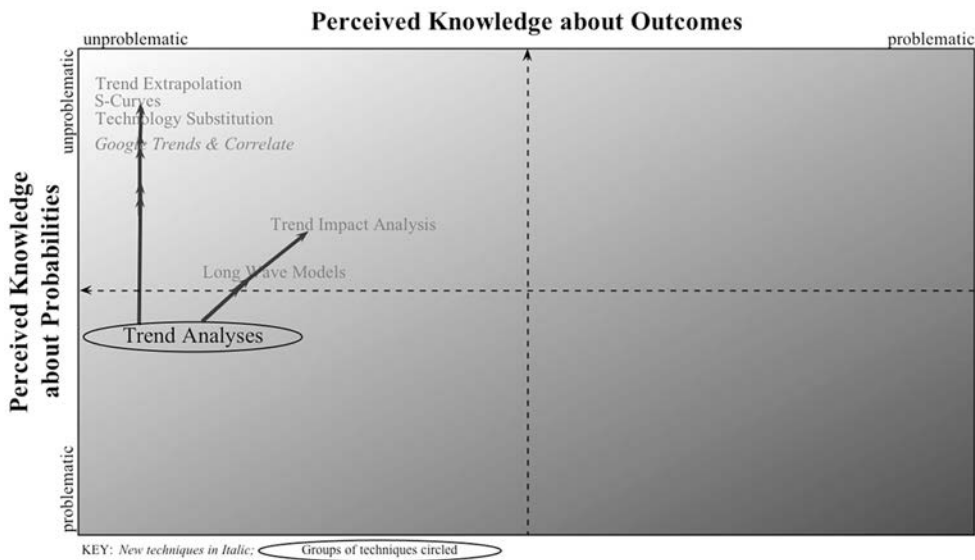 Perceived Knowledge about Outcomes
unproblematic
problematic
unproblematic
Trend Extrapolation
S-Curves
Technology Substitution
Google Trends & Correlate
Perceived Knowledge
about Probabilities
Trend Impact Analysis
Long Wave Models
Trend Analyses
problematic
KEY: New techniques in Italic; Groups of techniques circled